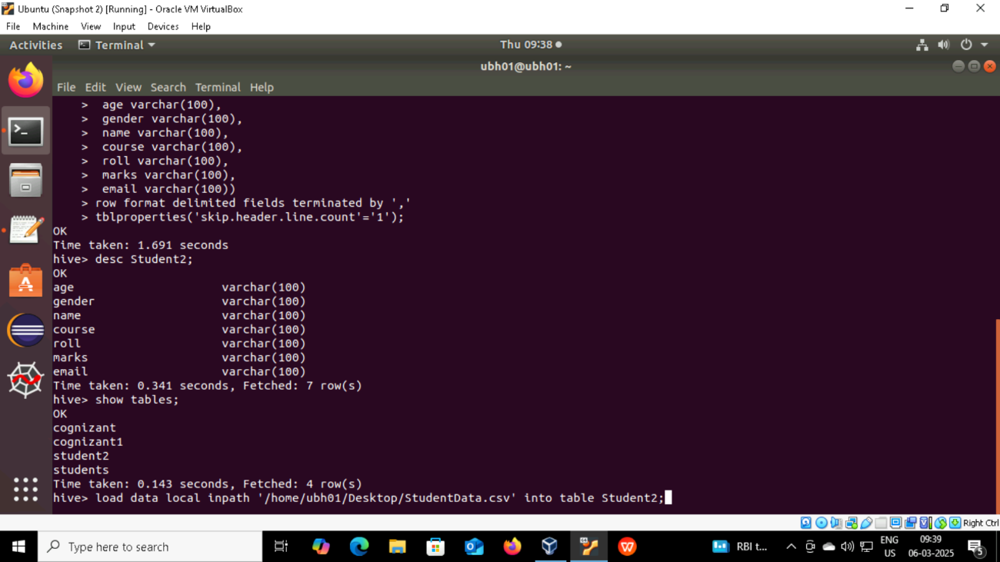 Ubuntu (Snapshot 2) [Running] - Oracle VM VirtualBox
File Machine View Input Devices Help
Activities Terminal Thu 09:38
ubh01@ubh01: ~
File Edit View Search Terminal Help
> age varchar(100),
> gender varchar(100),
> name varchar(100),
> course varchar(100),
> roll varchar(100),
> marks varchar(100),
> email varchar(100))
> row format delimited fields terminated by ','
> tblproperties('skip.header.line.count'='1');
OK
Time taken: 1.691 seconds
hive> desc Student2;
OK
age varchar(100)
gender varchar(100)
name varchar(100)
course varchar(100)
roll varchar(100)
marks varchar(100)
email varchar(100)
Time taken: 0.341 seconds, Fetched: 7 row(s)
hive> show tables;
OK
cognizant
cognizant1
student2
students
Time taken: 0.143 seconds, Fetched: 4 row(s)
hive> load data local inpath '/home/ubh01/Desktop/StudentData.csv' into table Student2;
Right Ctrl
Type here to search
RBI t...
ENG
US
09:39
06-03-2025
5